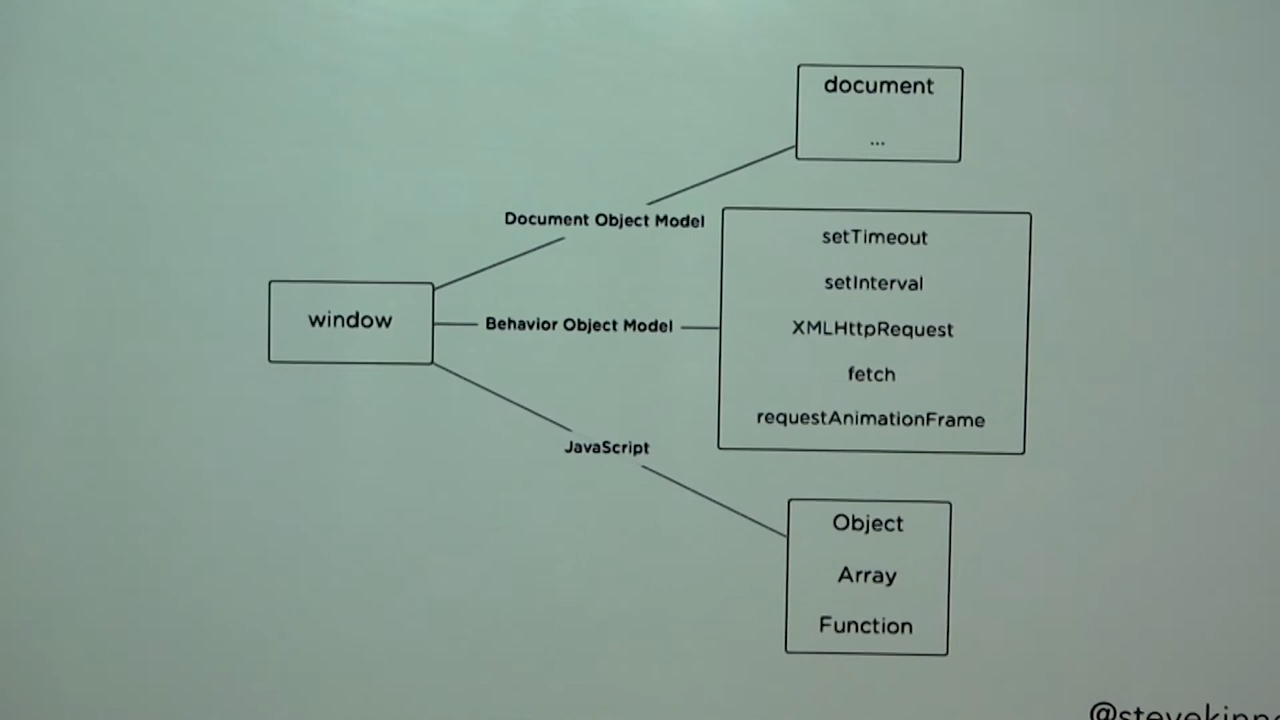 document
...
Document Object Model
setTimeout
setInterval
window
Behavior Object Model
XMLHttpRequest
fetch
requestAnimationFrame
JavaScript
Object
Array
Function